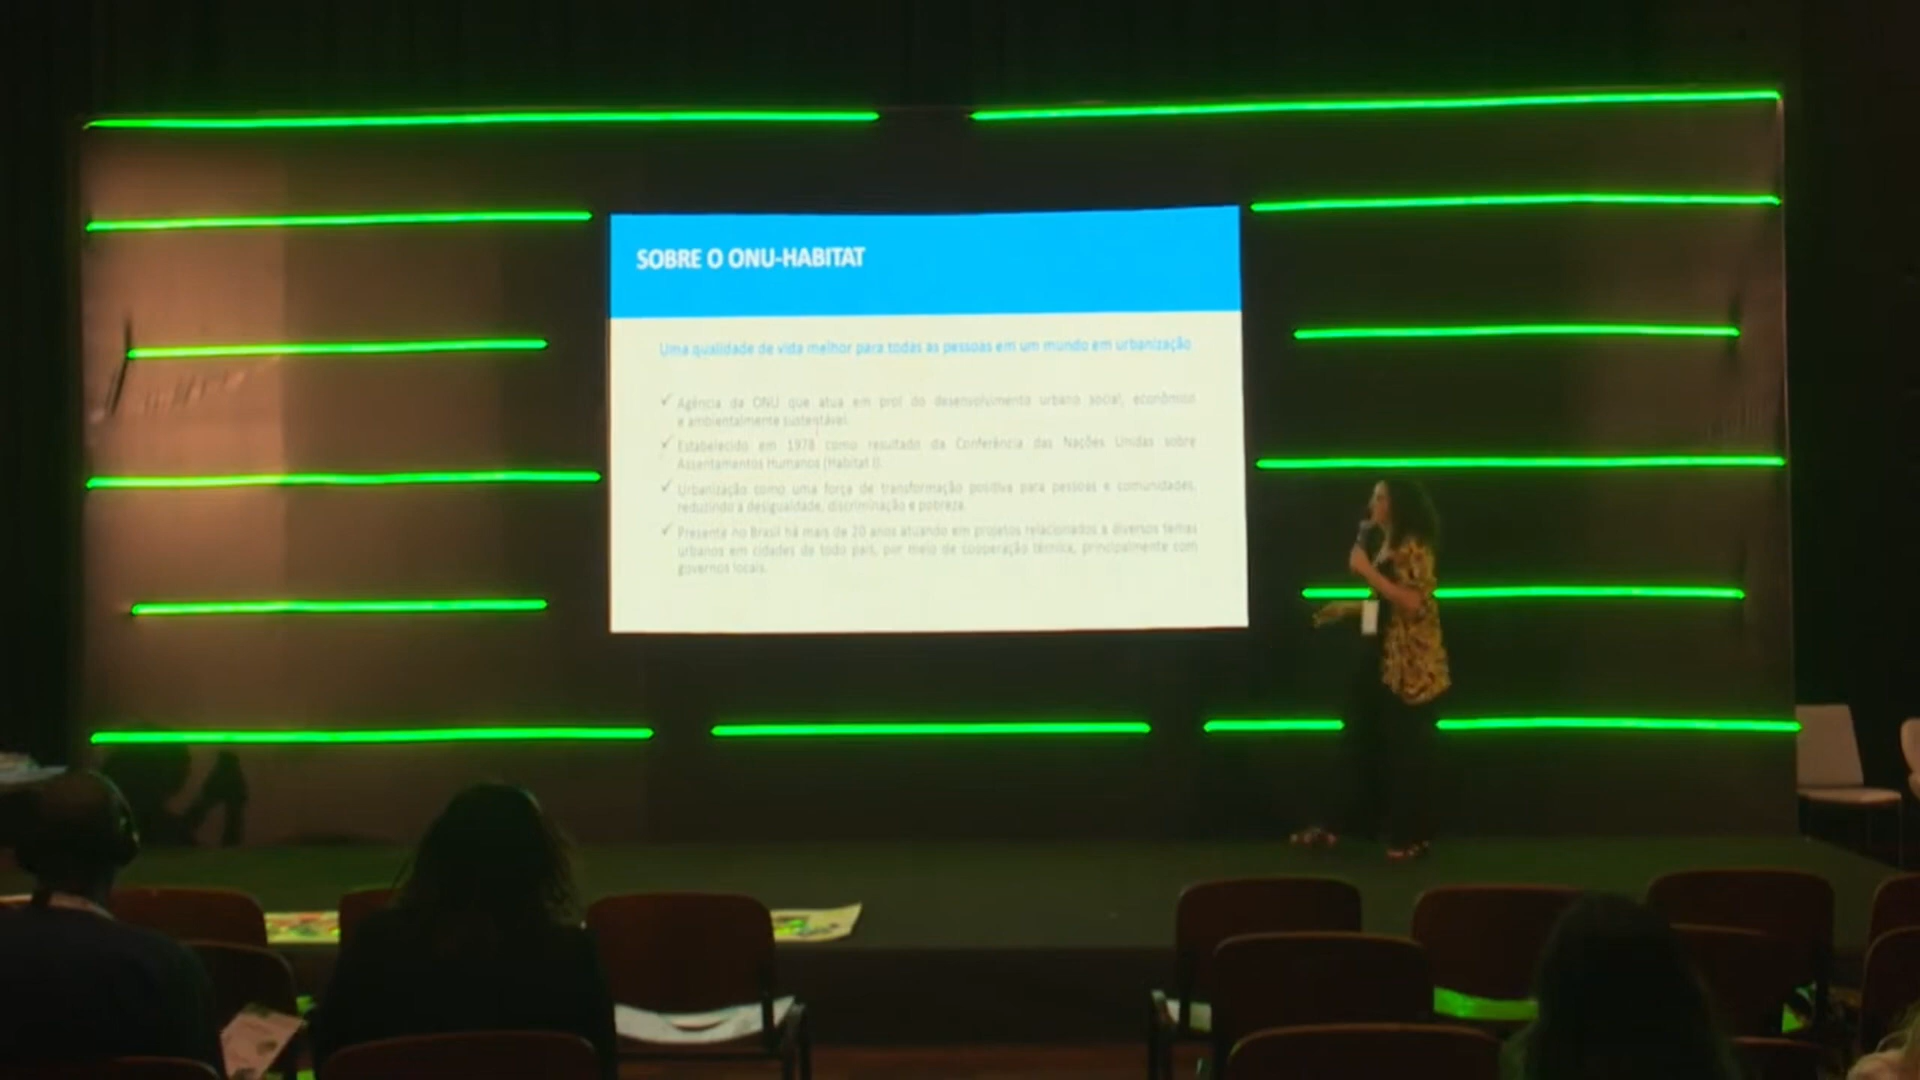 SOBRE O ONU-HABITAT
Uma qualidade de vida melhor para todas as pessoas em um mundo em urbanização
✓ Agência da ONU que atua em prol do desenvolvimento urbano social, econômico
e ambientalmente sustentável.
✓ Estabelecido em 1978 como resultado da Conferência das Nações Unidas sobre
Assentamentos Humanos (Habitat I).
✓ Urbanização como uma força de transformação positiva para pessoas e comunidades,
reduzindo a desigualdade, discriminação e pobreza.
✓ Presente no Brasil há mais de 20 anos atuando em projetos relacionados a diversos temas
urbanos em cidades de todo país, por meio de cooperação técnica, principalmente com
governos locais.